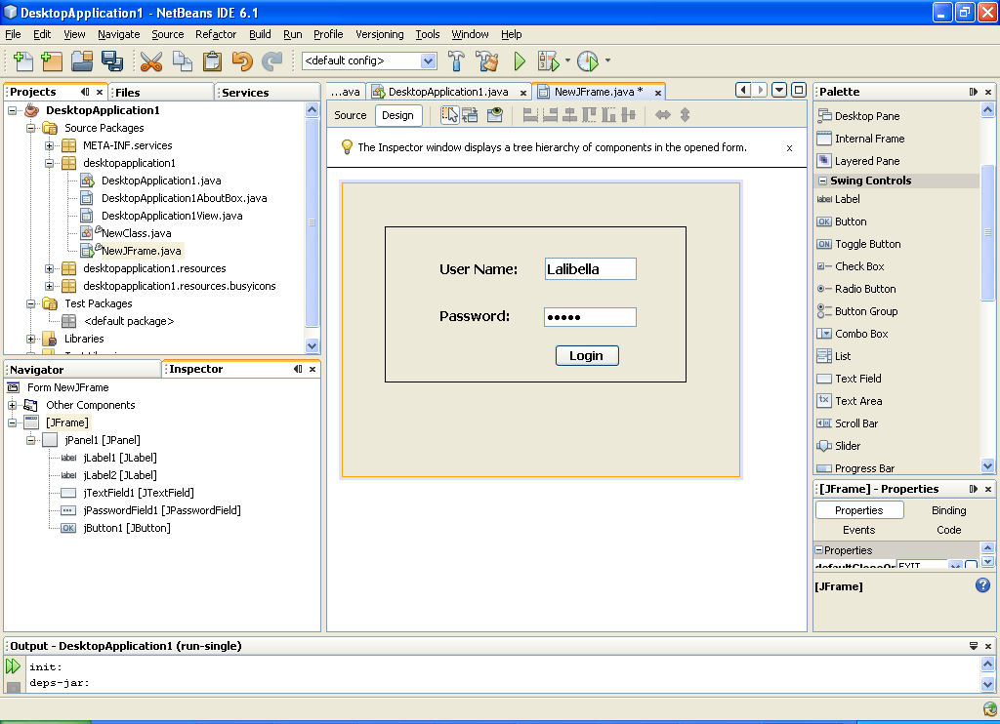 DesktopApplication1 - NetBeans IDE 6.1
File Edit View Navigate Source Refactor Build Run Profile Versioning Tools Window Help
<default config>
Projects Files Services
DesktopApplication1
Source Packages
META-INF.services
desktopapplication1
DesktopApplication1.java
DesktopApplication1AboutBox.java
DesktopApplication1View.java
NewClass.java
NewJFrame.java
desktopapplication1.resources
desktopapplication1.resources.busyicons
Test Packages
<default package>
Libraries
Navigator Inspector
Form NewJFrame
Other Components
[JFrame]
jPanel1 [JPanel]
label jLabel1 [JLabel]
label jLabel2 [JLabel]
jTextField1 [JTextField]
jPasswordField1 [JPasswordField]
OK jButton1 [JButton]
...ava DesktopApplication1.java x NewJFrame.java * x
Source Design
The Inspector window displays a tree hierarchy of components in the opened form. x
User Name: Lalibella
Password: •••••
Login
Palette
Desktop Pane
Internal Frame
Layered Pane
Swing Controls
label Label
OK Button
ON Toggle Button
Check Box
Radio Button
Button Group
Combo Box
List
Text Field
Text Area
Scroll Bar
Slider
Progress Bar
[JFrame] - Properties
Properties Binding
Events Code
Properties
[JFrame]
Output - DesktopApplication1 (run-single)
init:
deps-jar: